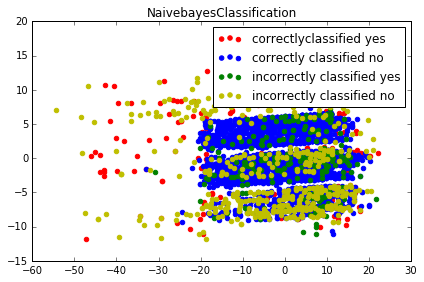 NaivebayesClassification
correctlyclassified yes
correctly classified no
incorrectly classified yes
incorrectly classified no
20
15
10
5
0
−5
−10
−15
−60 −50 −40 −30 −20 −10 0 10 20 30